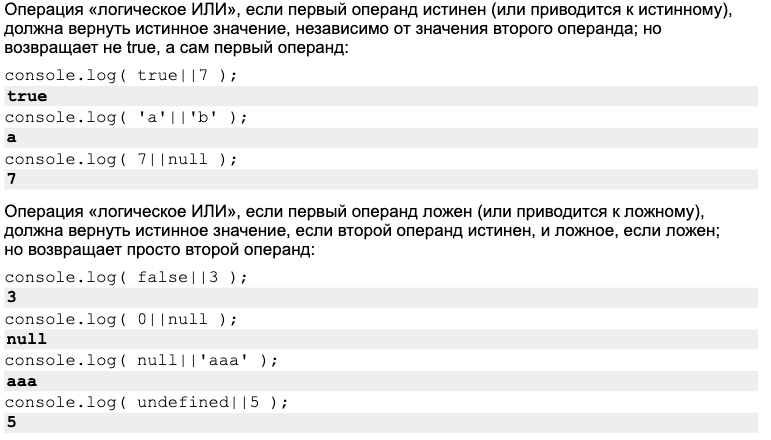 Операция «логическое ИЛИ», если первый операнд истинен (или приводится к истинному),
должна вернуть истинное значение, независимо от значения второго операнда; но
возвращает не true, а сам первый операнд:
console.log( true||7 );
true
console.log( 'a'||'b' );
a
console.log( 7||null );
7
Операция «логическое ИЛИ», если первый операнд ложен (или приводится к ложному),
должна вернуть истинное значение, если второй операнд истинен, и ложное, если ложен;
но возвращает просто второй операнд:
console.log( false||3 );
3
console.log( 0||null );
null
console.log( null||'aaa' );
aaa
console.log( undefined||5 );
5